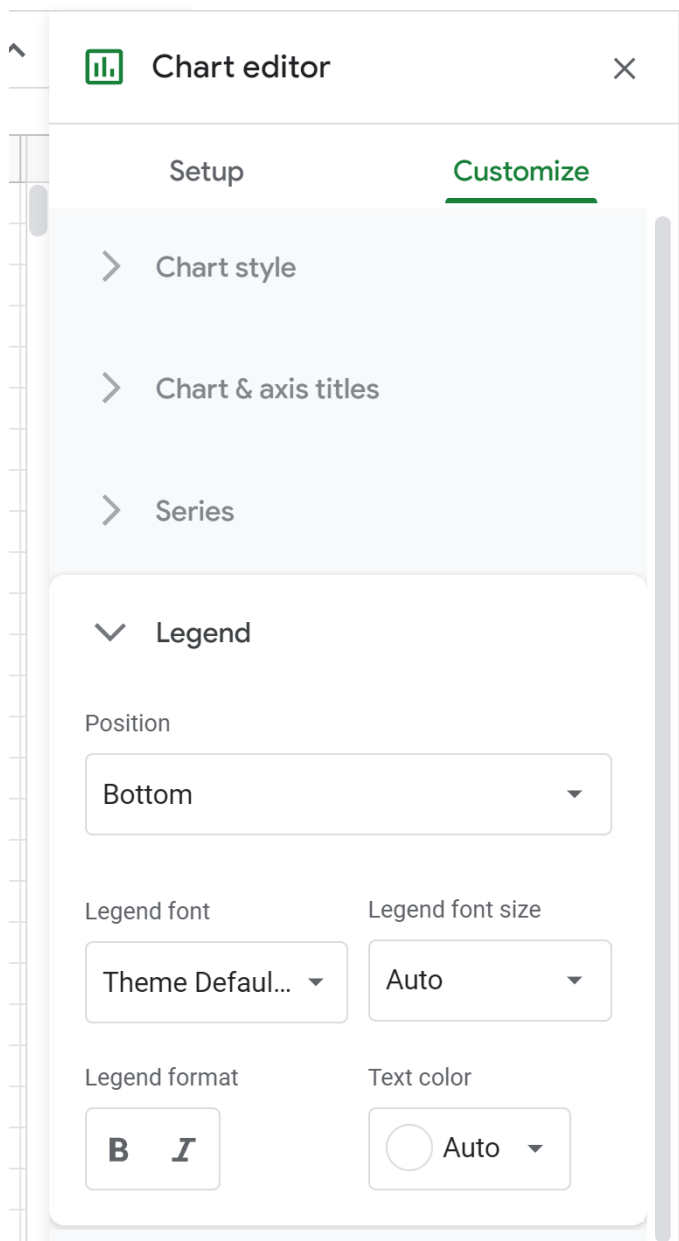 Chart editor
Setup Customize
Chart style
Chart & axis titles
Series
Legend
Position
Bottom
Legend font Legend font size
Theme Defaul... Auto
Legend format Text color
B I Auto